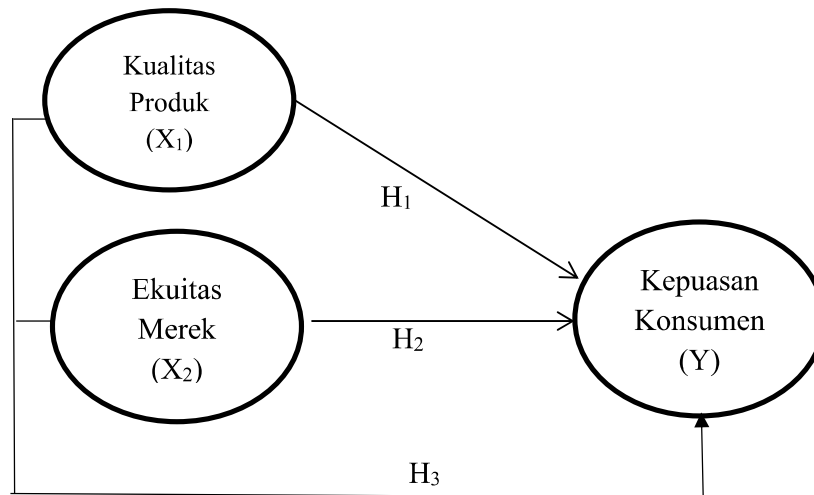 Kualitas
Produk
(X₁)
H₁
Ekuitas
Merek
(X₂)
H₂
Kepuasan
Konsumen
(Y)
H₃